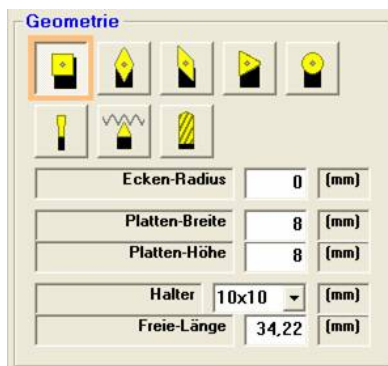 Geometrie
Ecken-Radius 0 (mm)
Platten-Breite 8 (mm)
Platten-Höhe 8 (mm)
Halter 10x10 (mm)
Freie-Länge 34,22 (mm)